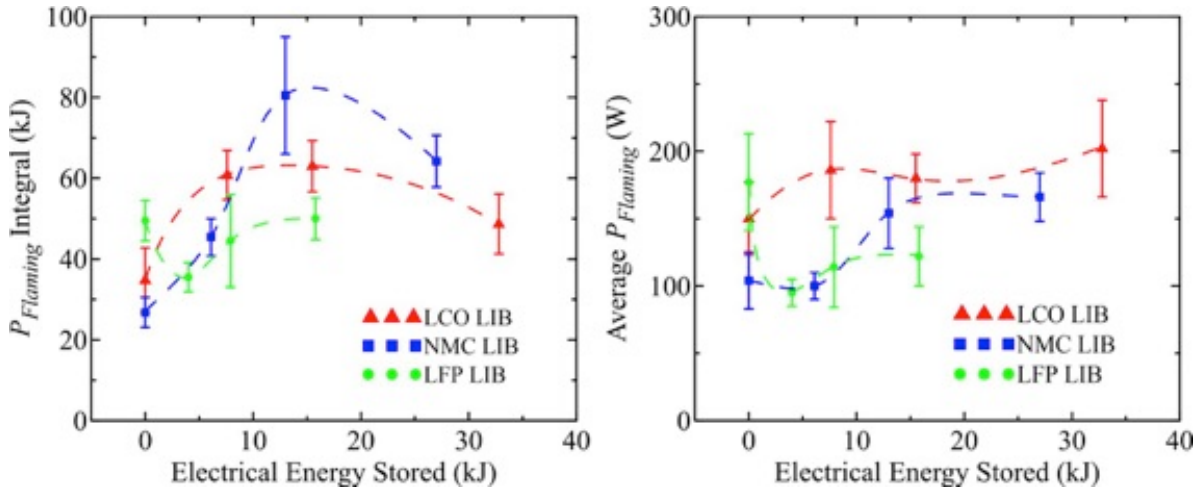 P_Flaming Integral (kJ)
100
80
60
40
20
0
LCO LIB
NMC LIB
LFP LIB
0 10 20 30 40
Electrical Energy Stored (kJ)
Average P_Flaming (W)
300
200
100
0
LCO LIB
NMC LIB
LFP LIB
0 10 20 30 40
Electrical Energy Stored (kJ)